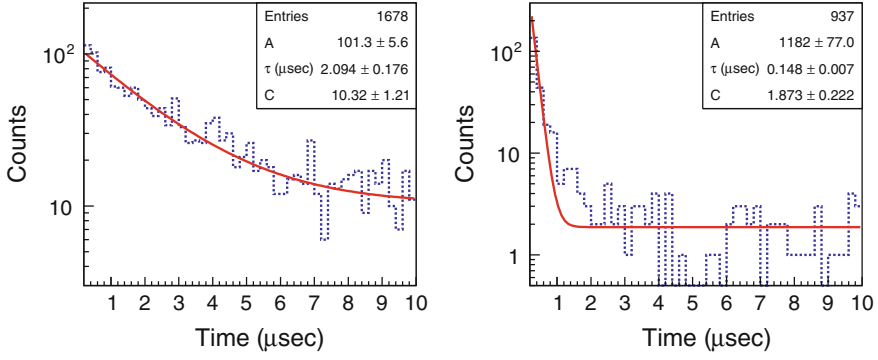 Entries 1678
A 101.3 ± 5.6
τ (μsec) 2.094 ± 0.176
C 10.32 ± 1.21
10²
10
Counts
1 2 3 4 5 6 7 8 9 10
Time (μsec)
Entries 937
A 1182 ± 77.0
τ (μsec) 0.148 ± 0.007
C 1.873 ± 0.222
10²
10
1
Counts
1 2 3 4 5 6 7 8 9 10
Time (μsec)